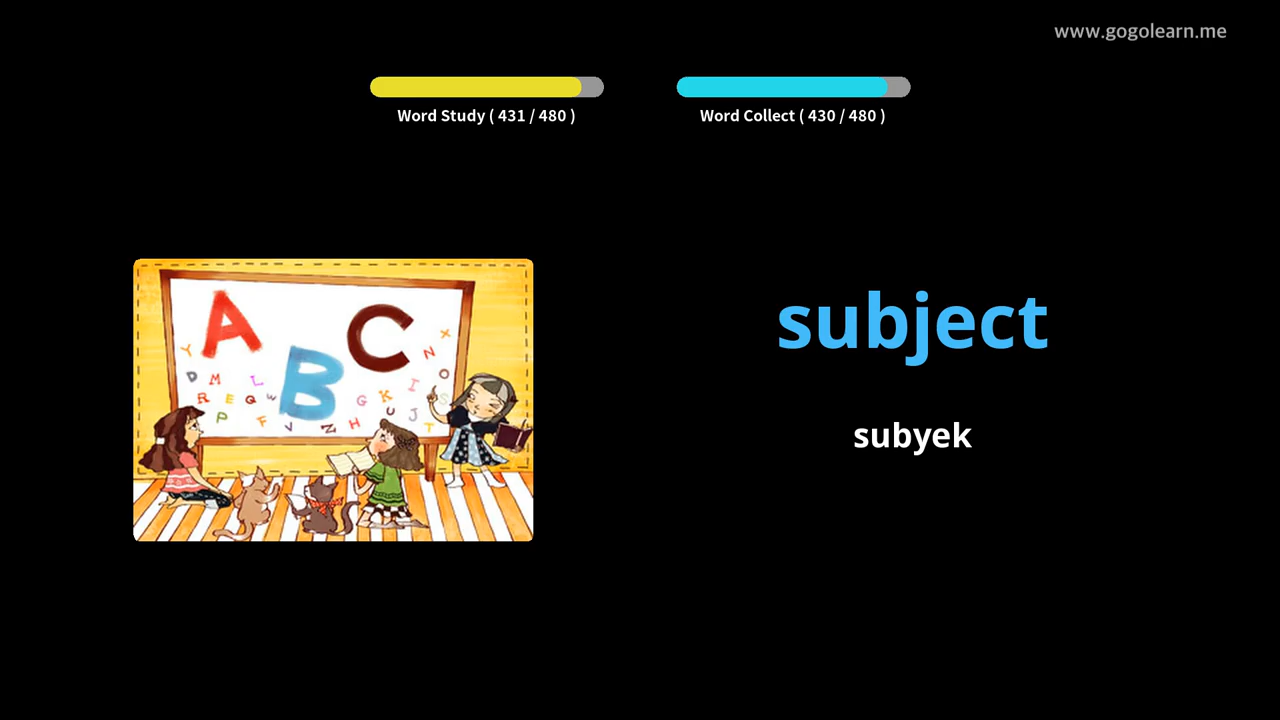 www.gogolearn.me
Word Study ( 431 / 480 )
Word Collect ( 430 / 480 )
A
B
C
X
Y
N
D
M
L
O
I
R
E
Q
W
G
K
S
P
F
V
Z
H
U
J
T
subject
subyek